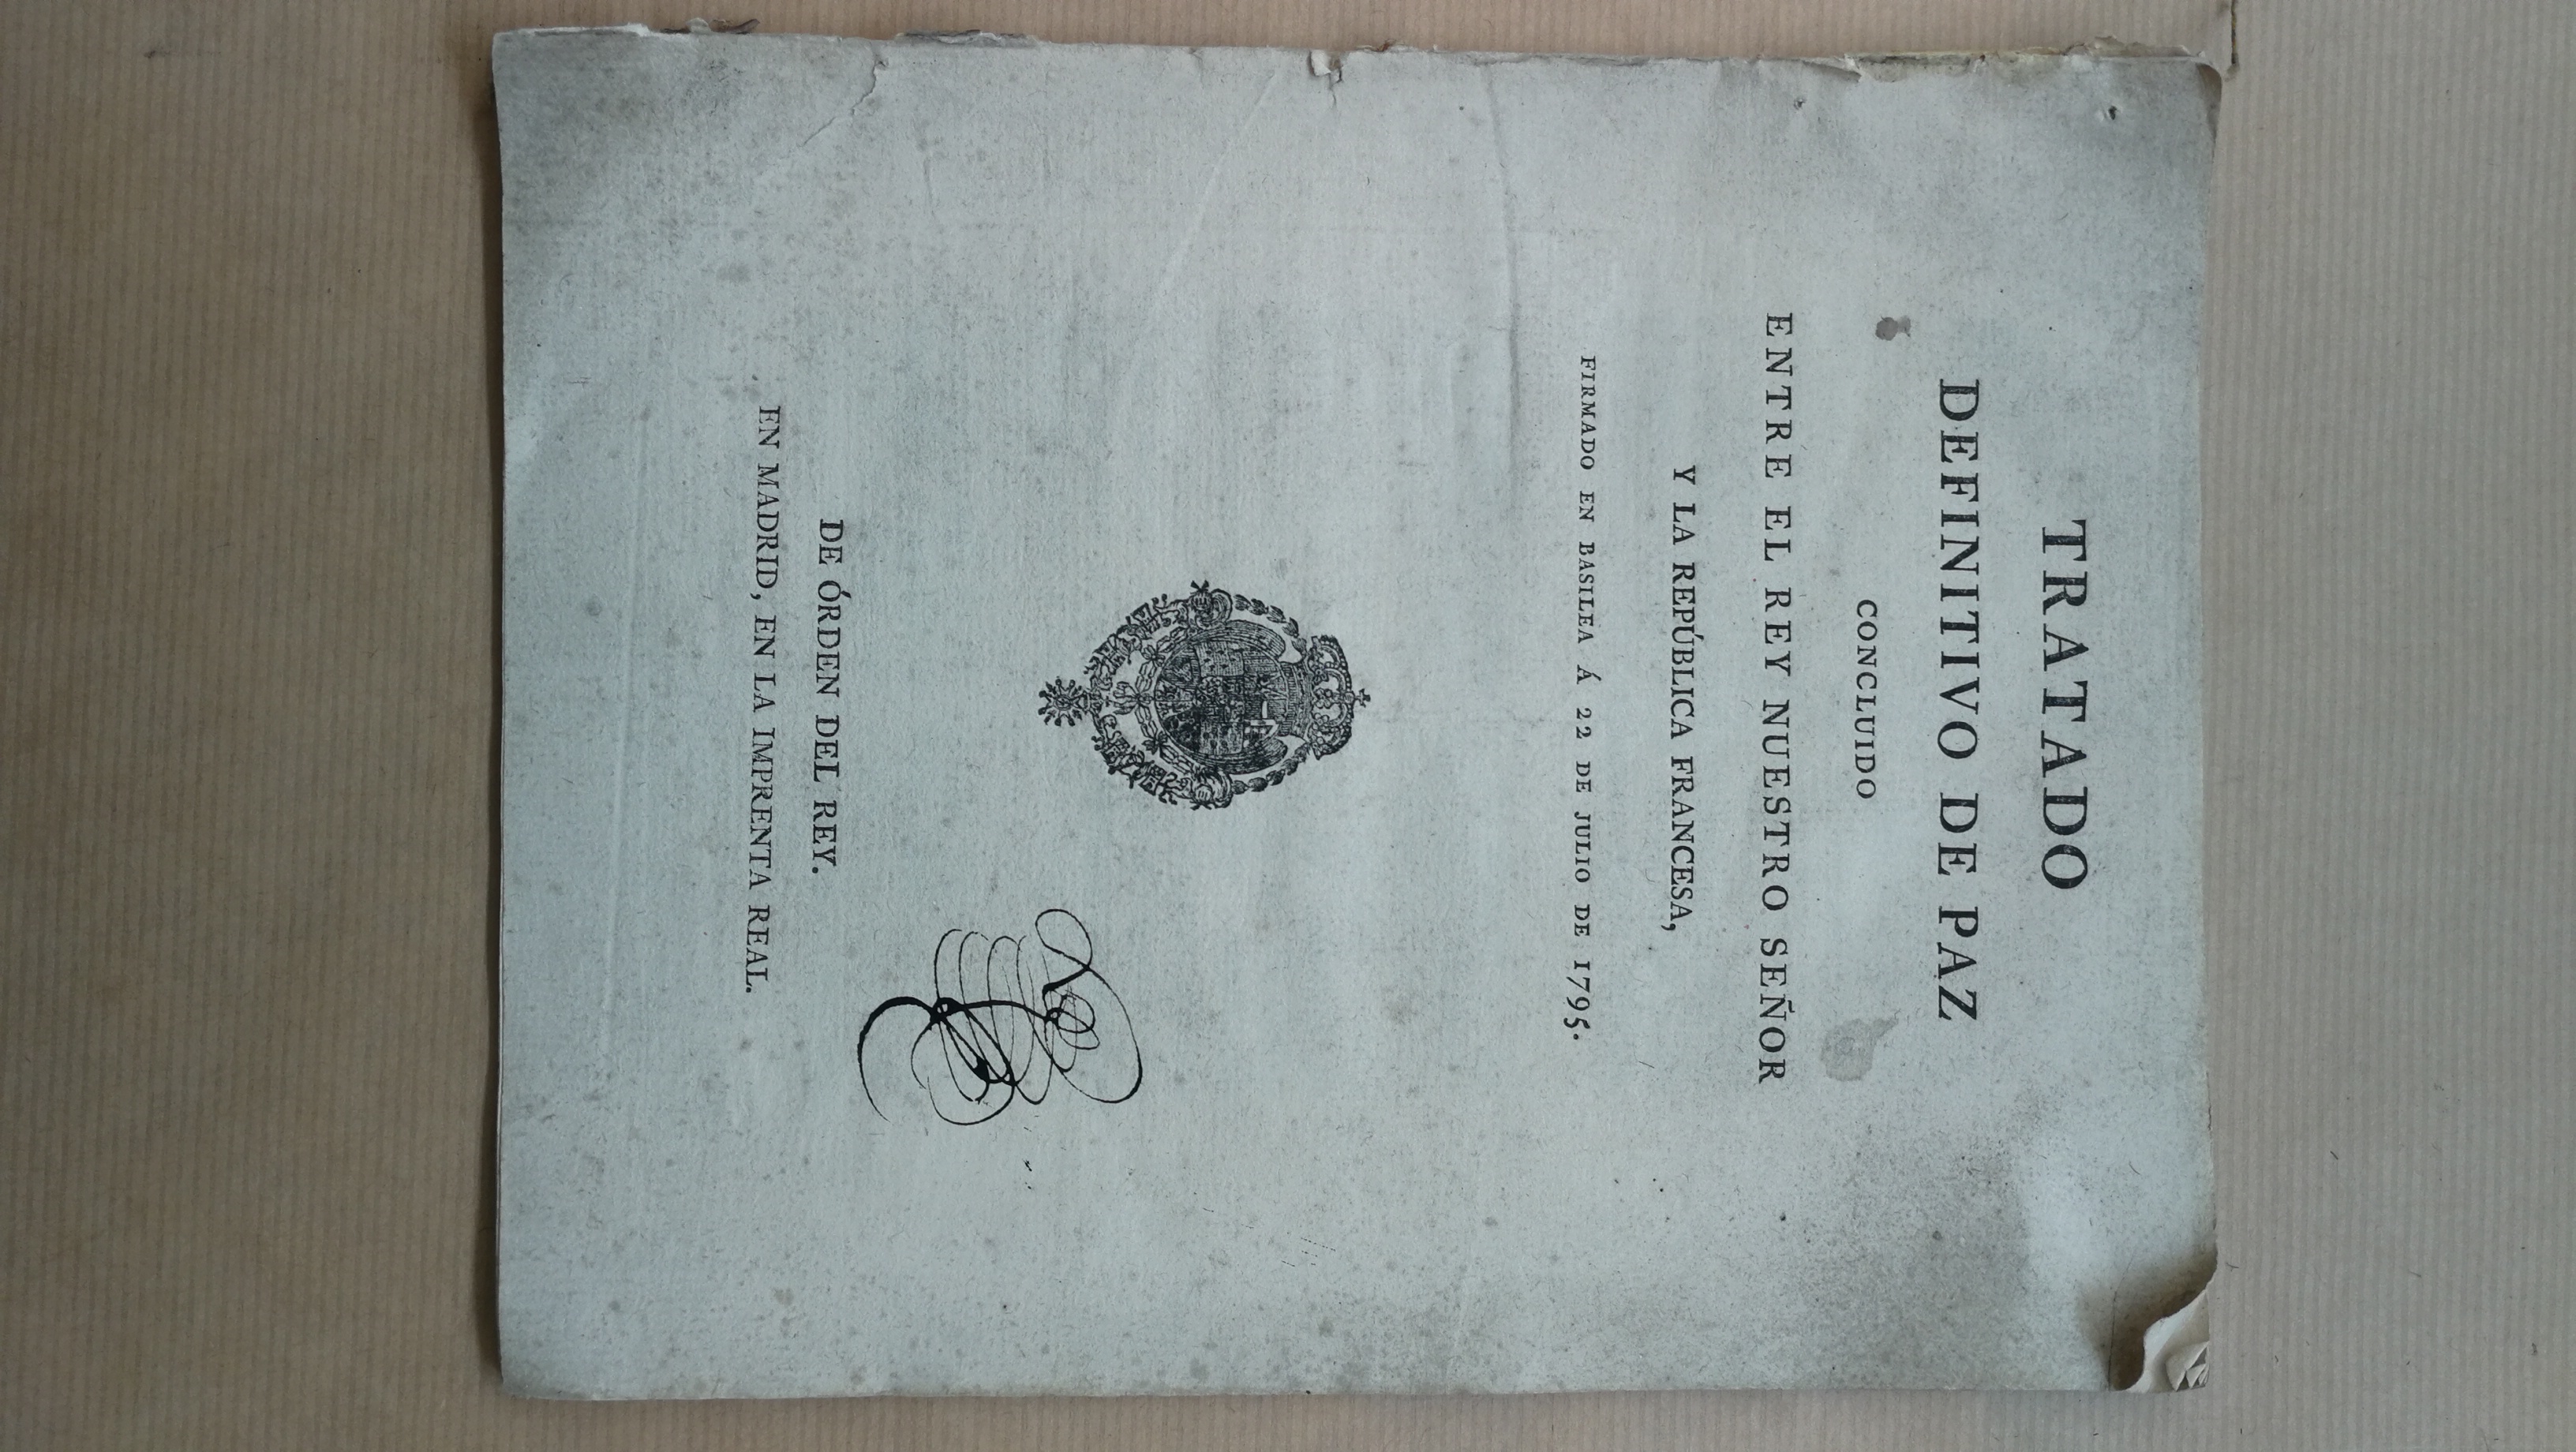 TRATADO
DEFINITIVO DE PAZ
CONCLUIDO
ENTRE EL REY NUESTRO SEÑOR
Y LA REPÚBLICA FRANCESA,
FIRMADO EN BASILEA Á 22 DE JULIO DE 1795.
DE ÓRDEN DEL REY.
EN MADRID, EN LA IMPRENTA REAL.